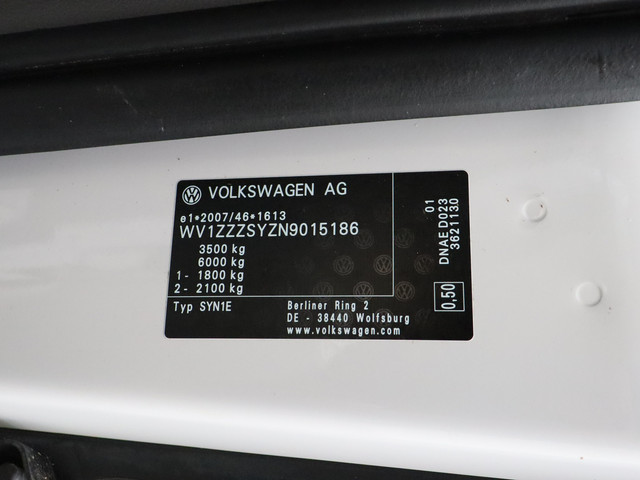 VOLKSWAGEN AG
e1*2007/46*1613
WV1ZZZSYZN9015186
3500 kg
6000 kg
1- 1800 kg
2- 2100 kg
Typ SYN1E
Berliner Ring 2
DE - 38440 Wolfsburg
www.volkswagen.com
01
DNAE D023
3621130
0,50